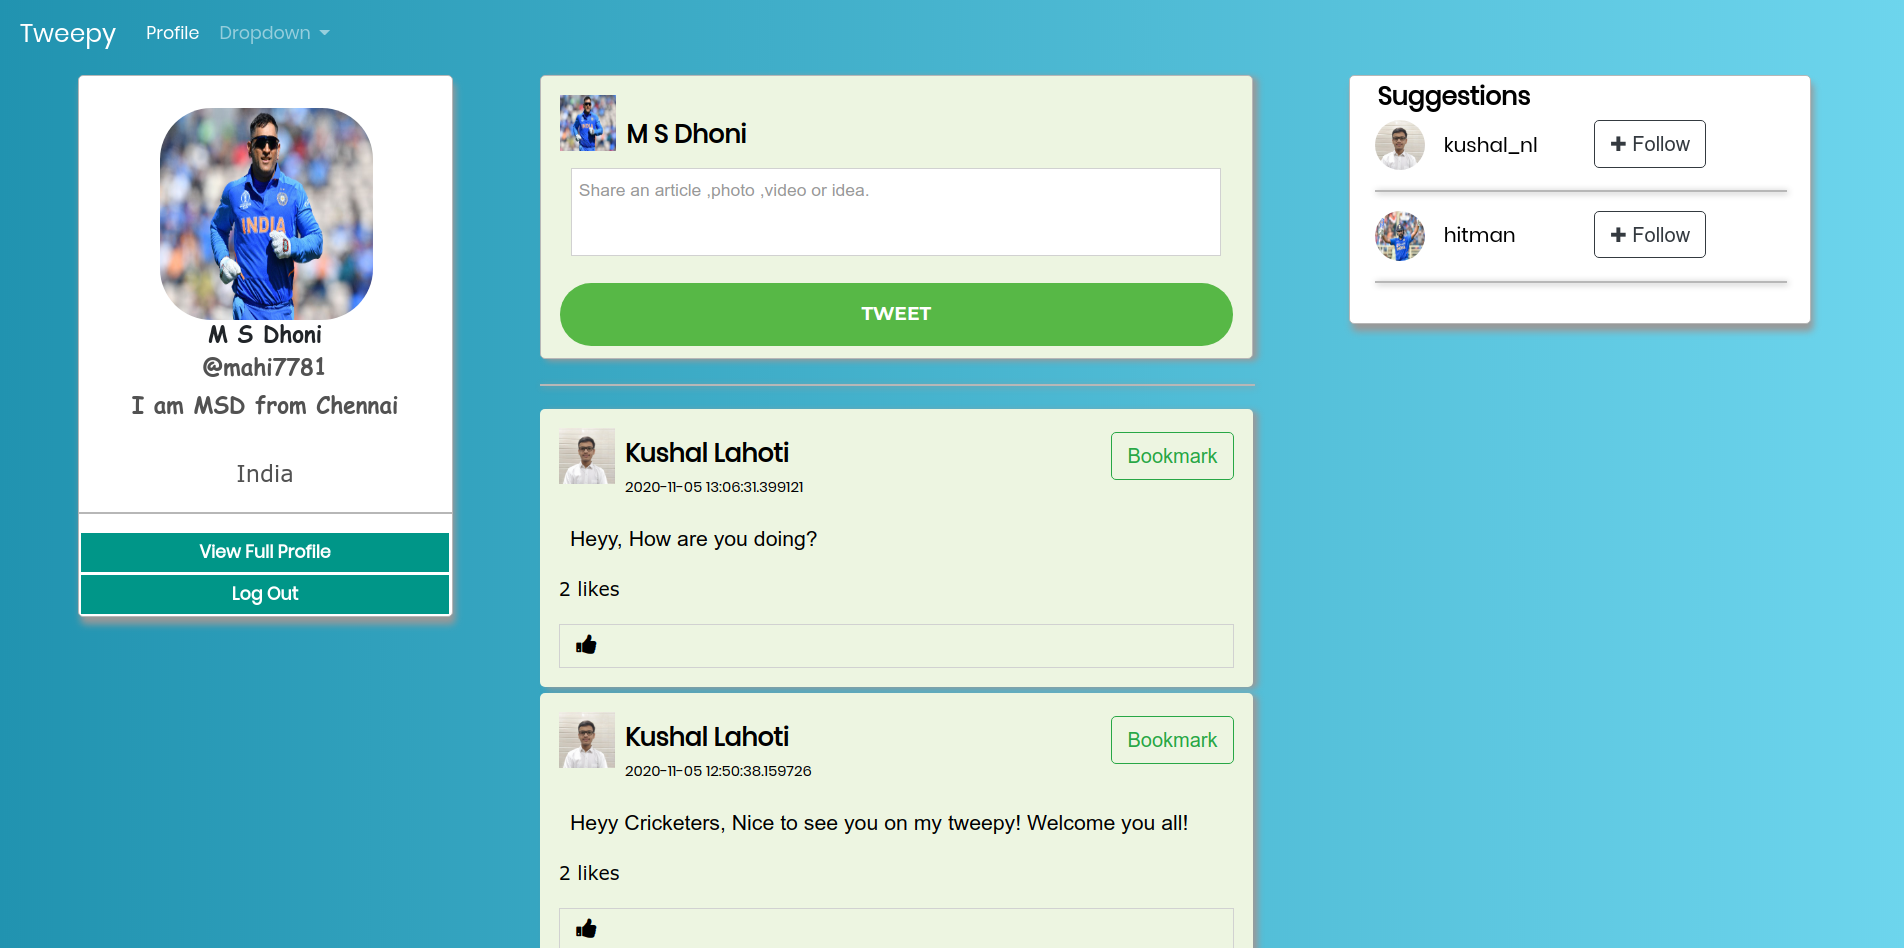 Tweepy Profile Dropdown
INDIA
M S Dhoni
@mahi7781
I am MSD from Chennai
India
View Full Profile
Log Out
M S Dhoni
Share an article ,photo ,video or idea.
TWEET
Kushal Lahoti
Bookmark
2020-11-05 13:06:31.399121
Heyy, How are you doing?
2 likes
Kushal Lahoti
Bookmark
2020-11-05 12:50:38.159726
Heyy Cricketers, Nice to see you on my tweepy! Welcome you all!
2 likes
Suggestions
kushal_nl Follow
hitman Follow